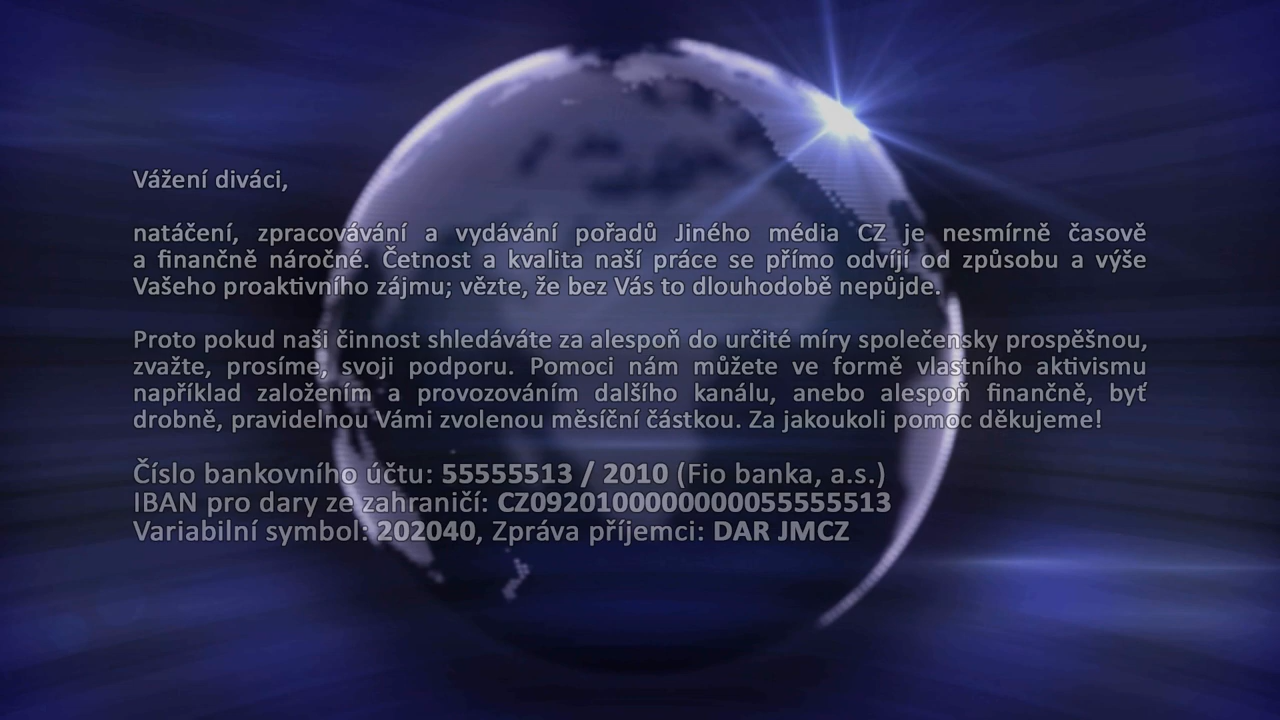 Vážení diváci,
natáčení, zpracovávání a vydávání pořadů Jiného média CZ je nesmírně časově
a finančně náročné. Četnost a kvalita naší práce se přímo odvíjí od způsobu a výše
Vašeho proaktivního zájmu; vězte, že bez Vás to dlouhodobě nepůjde.
Proto pokud naši činnost shledáváte za alespoň do určité míry společensky prospěšnou,
zvažte, prosíme, svoji podporu. Pomoci nám můžete ve formě vlastního aktivismu
například založením a provozováním dalšího kanálu, anebo alespoň finančně, byť
drobně, pravidelnou Vámi zvolenou měsíční částkou. Za jakoukoli pomoc děkujeme!
Číslo bankovního účtu: 55555513 / 2010 (Fio banka, a.s.)
IBAN pro dary ze zahraničí: CZ0920100000000055555513
Variabilní symbol: 202040, Zpráva příjemci: DAR JMCZ